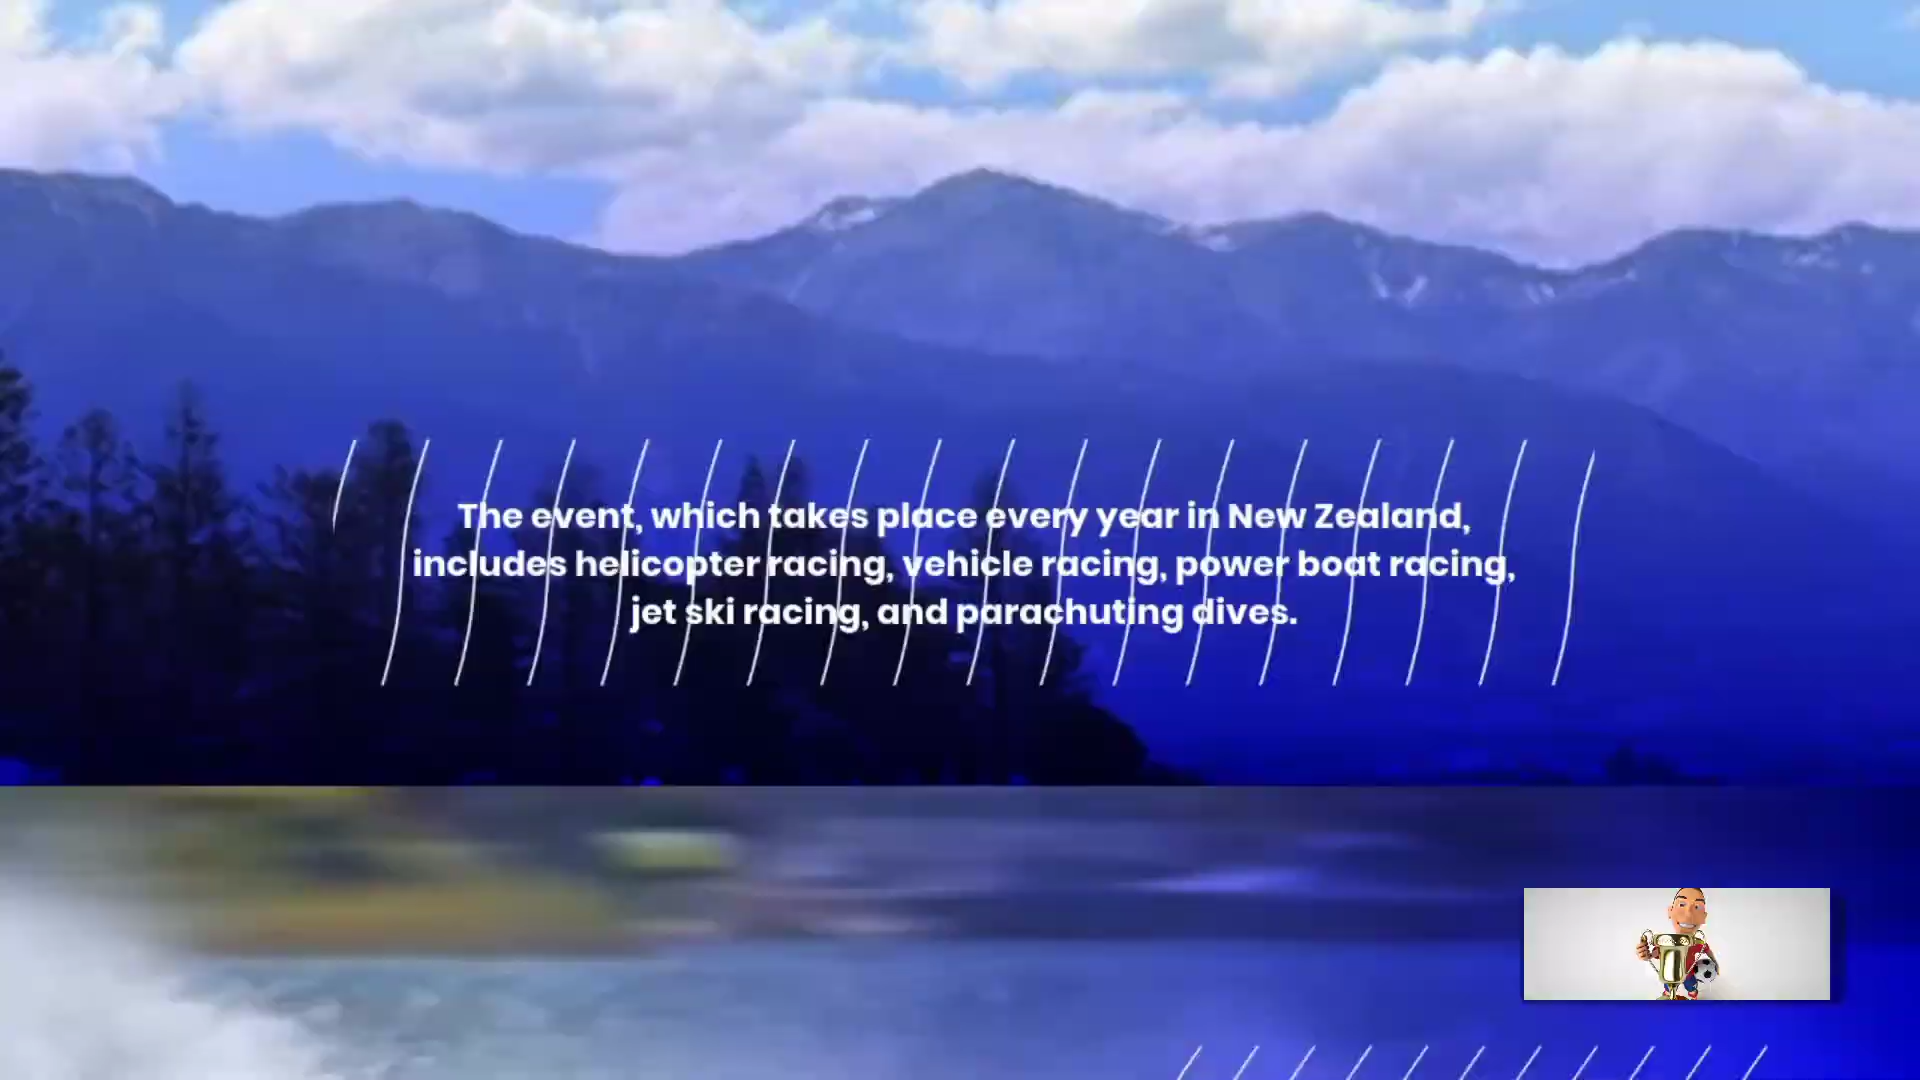 The event, which takes place every year in New Zealand,
includes helicopter racing, vehicle racing, power boat racing,
jet ski racing, and parachuting dives.